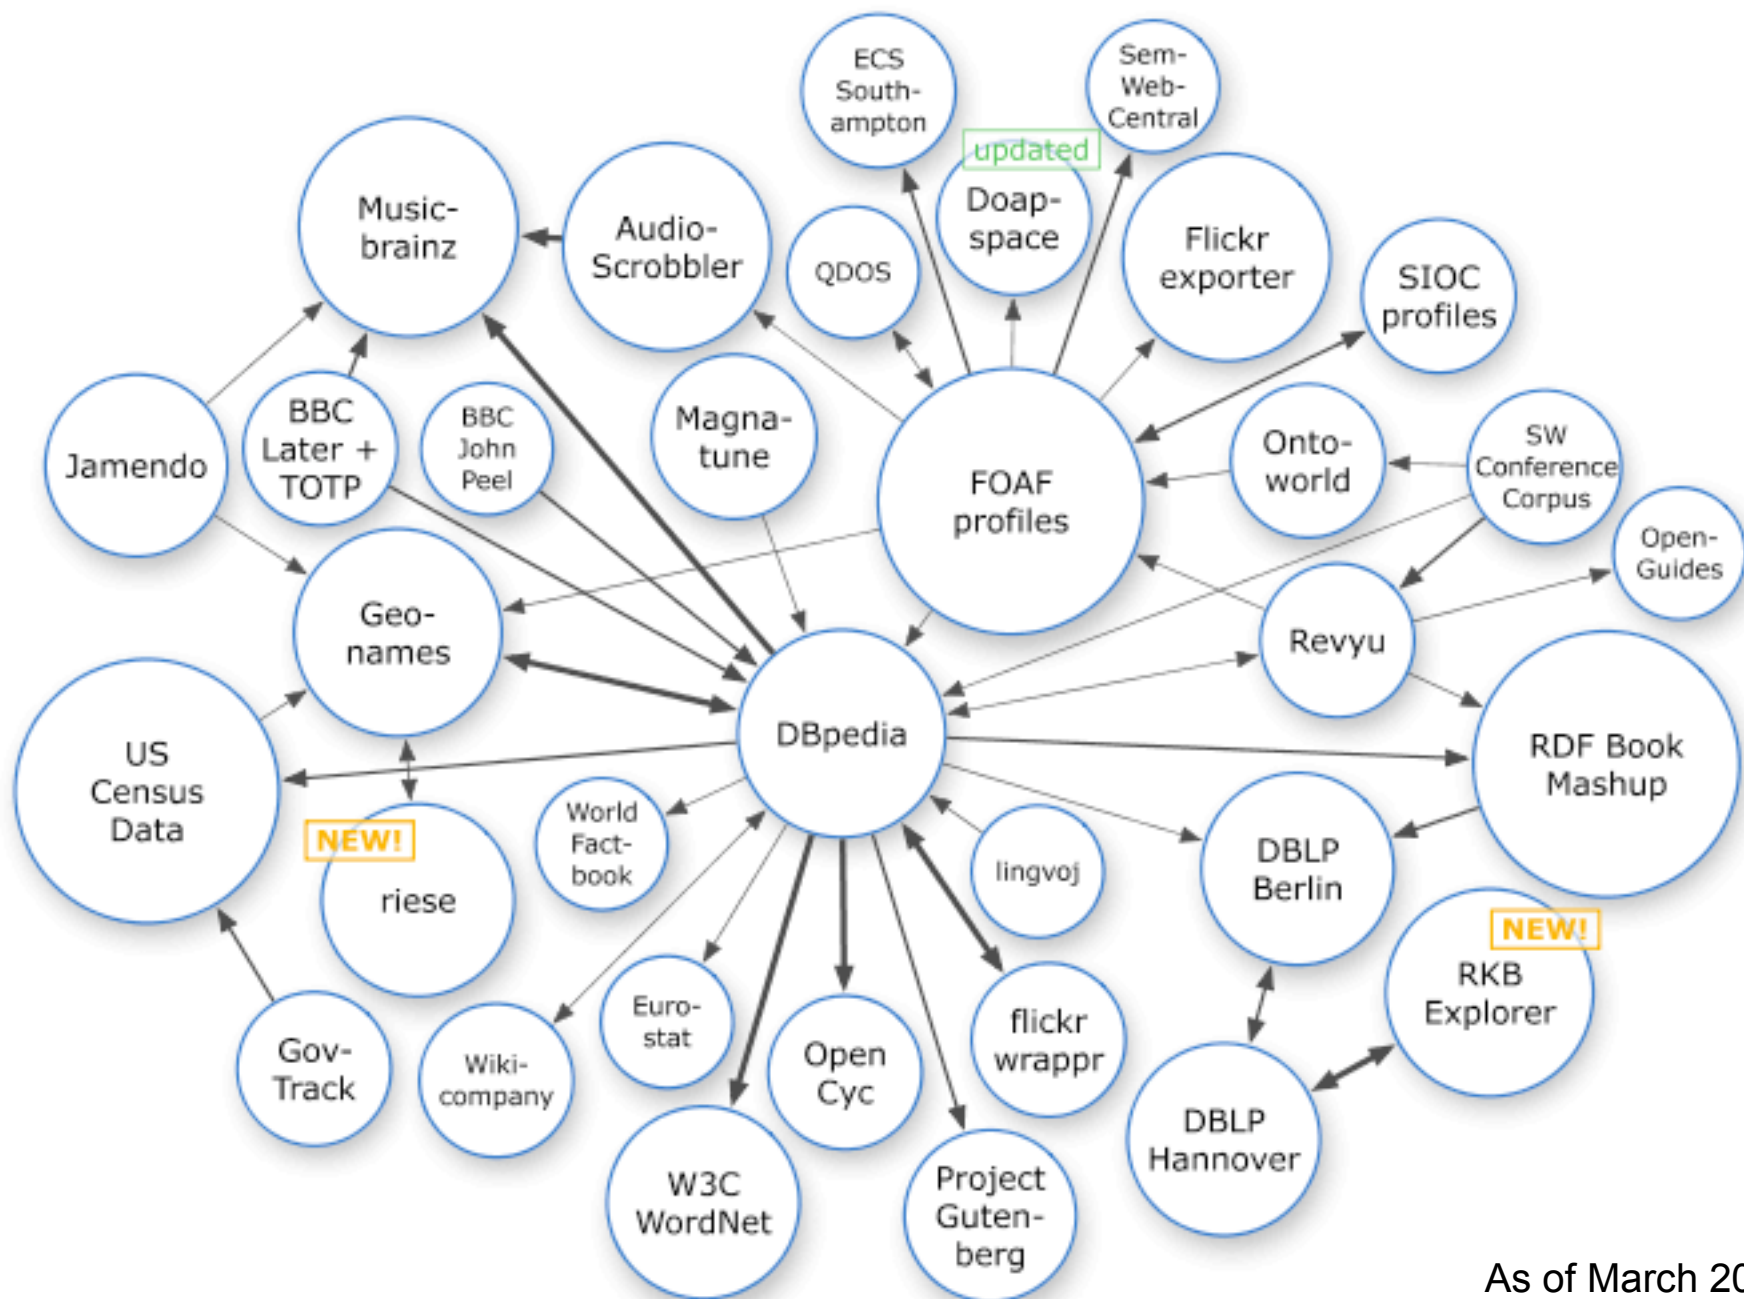 ECS
South-
ampton
Sem-
Web-
Central
updated
Doap-
space
Music-
brainz
Audio-
Scrobbler
QDOS
Flickr
exporter
SIOC
profiles
Jamendo
BBC
Later +
TOTP
BBC
John
Peel
Magna-
tune
FOAF
profiles
Onto-
world
SW
Conference
Corpus
Open-
Guides
Geo-
names
Revyu
US
Census
Data
DBpedia
RDF Book
Mashup
NEW!
riese
World
Fact-
book
lingvoj
DBLP
Berlin
NEW!
RKB
Explorer
Gov-
Track
Wiki-
company
Euro-
stat
Open
Cyc
flickr
wrappr
DBLP
Hannover
W3C
WordNet
Project
Guten-
berg
As of March 20